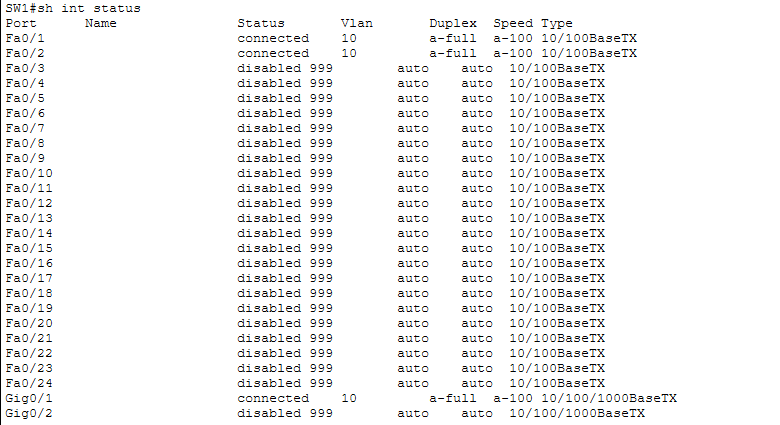 SW1#sh int status
Port      Name               Status       Vlan       Duplex  Speed Type
Fa0/1                        connected    10         a-full  a-100 10/100BaseTX
Fa0/2                        connected    10         a-full  a-100 10/100BaseTX
Fa0/3                        disabled 999        auto    auto  10/100BaseTX
Fa0/4                        disabled 999        auto    auto  10/100BaseTX
Fa0/5                        disabled 999        auto    auto  10/100BaseTX
Fa0/6                        disabled 999        auto    auto  10/100BaseTX
Fa0/7                        disabled 999        auto    auto  10/100BaseTX
Fa0/8                        disabled 999        auto    auto  10/100BaseTX
Fa0/9                        disabled 999        auto    auto  10/100BaseTX
Fa0/10                       disabled 999        auto    auto  10/100BaseTX
Fa0/11                       disabled 999        auto    auto  10/100BaseTX
Fa0/12                       disabled 999        auto    auto  10/100BaseTX
Fa0/13                       disabled 999        auto    auto  10/100BaseTX
Fa0/14                       disabled 999        auto    auto  10/100BaseTX
Fa0/15                       disabled 999        auto    auto  10/100BaseTX
Fa0/16                       disabled 999        auto    auto  10/100BaseTX
Fa0/17                       disabled 999        auto    auto  10/100BaseTX
Fa0/18                       disabled 999        auto    auto  10/100BaseTX
Fa0/19                       disabled 999        auto    auto  10/100BaseTX
Fa0/20                       disabled 999        auto    auto  10/100BaseTX
Fa0/21                       disabled 999        auto    auto  10/100BaseTX
Fa0/22                       disabled 999        auto    auto  10/100BaseTX
Fa0/23                       disabled 999        auto    auto  10/100BaseTX
Fa0/24                       disabled 999        auto    auto  10/100BaseTX
Gig0/1                       connected    10         a-full  a-100 10/100/1000BaseTX
Gig0/2                       disabled 999        auto    auto  10/100/1000BaseTX